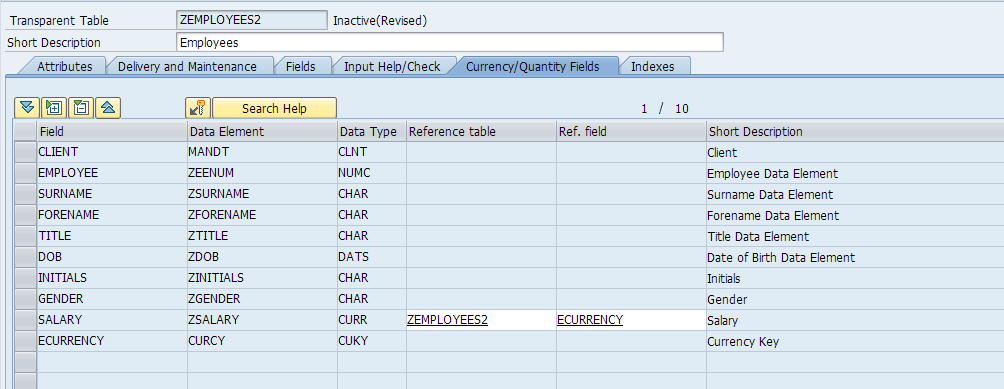 Transparent Table ZEMPLOYEES2 Inactive(Revised)
Short Description Employees
Attributes Delivery and Maintenance Fields Input Help/Check Currency/Quantity Fields Indexes
Search Help 1 / 10
Field Data Element Data Type Reference table Ref. field Short Description
CLIENT MANDT CLNT Client
EMPLOYEE ZEENUM NUMC Employee Data Element
SURNAME ZSURNAME CHAR Surname Data Element
FORENAME ZFORENAME CHAR Forename Data Element
TITLE ZTITLE CHAR Title Data Element
DOB ZDOB DATS Date of Birth Data Element
INITIALS ZINITIALS CHAR Initials
GENDER ZGENDER CHAR Gender
SALARY ZSALARY CURR ZEMPLOYEES2 ECURRENCY Salary
ECURRENCY CURCY CUKY Currency Key